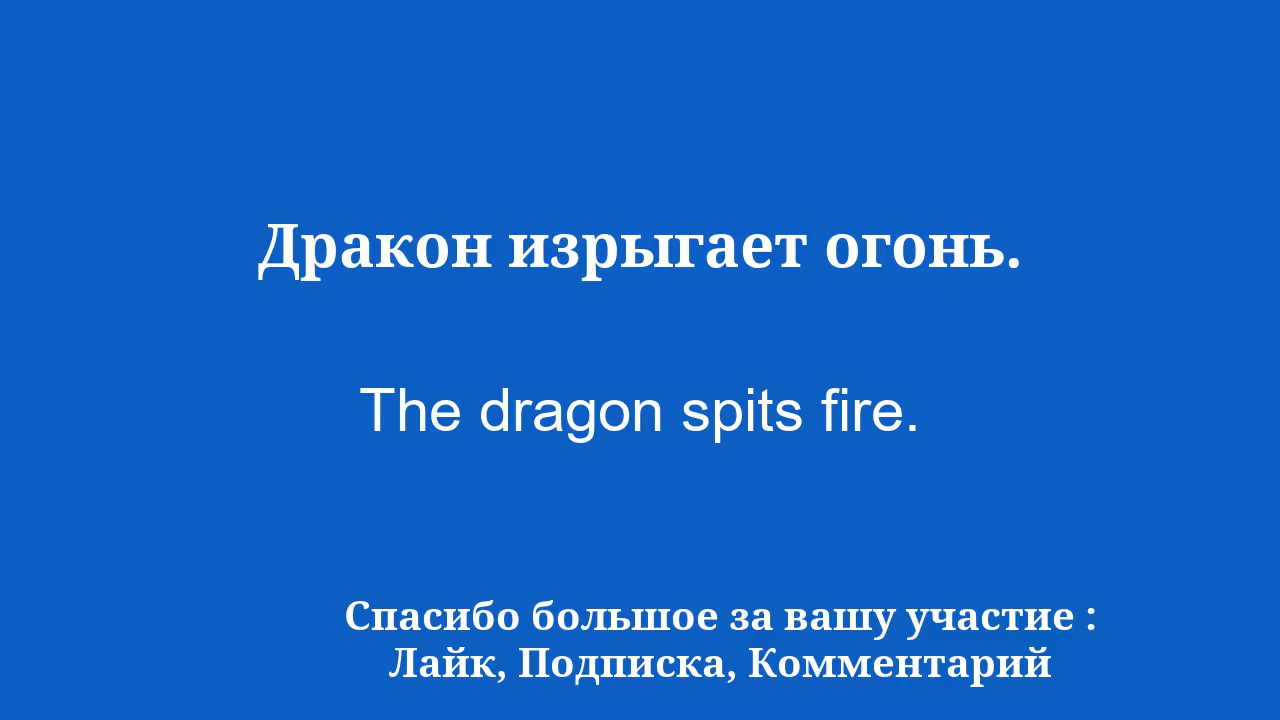 Дракон изрыгает огонь.
The dragon spits fire.
Спасибо большое за вашу участие :
Лайк, Подписка, Комментарий